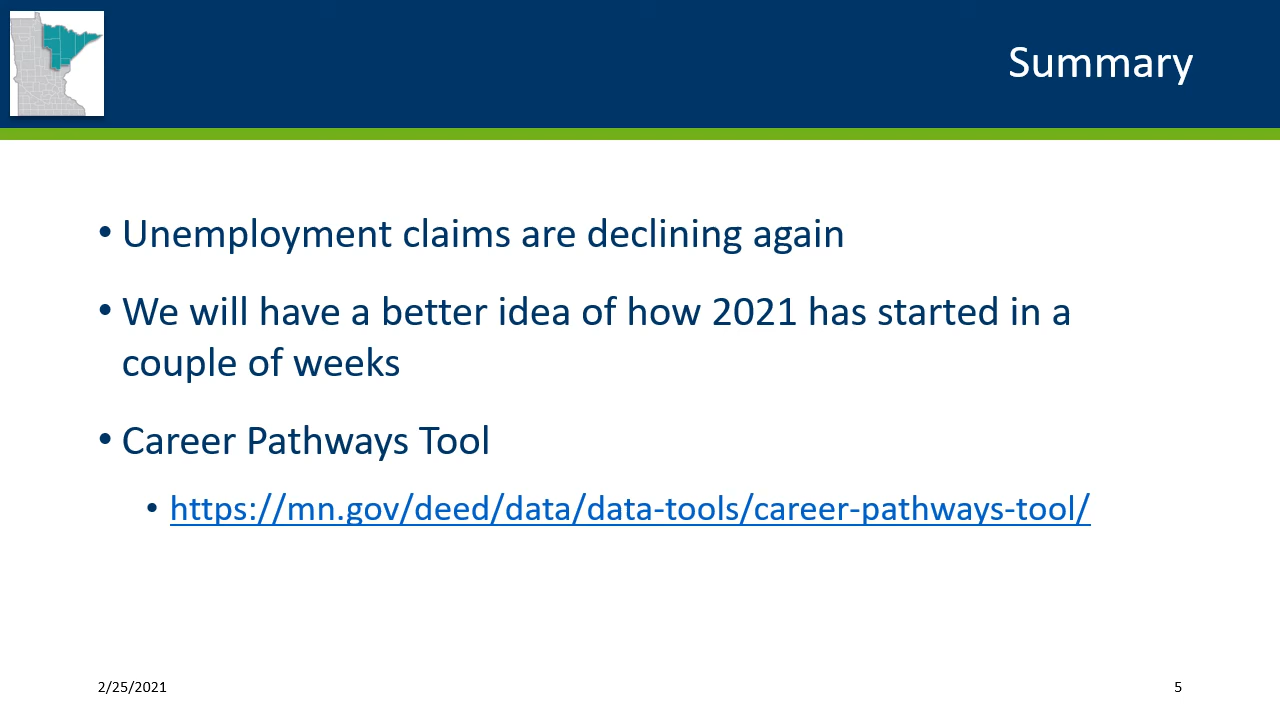 Summary
• Unemployment claims are declining again
• We will have a better idea of how 2021 has started in a
couple of weeks
• Career Pathways Tool
• https://mn.gov/deed/data/data-tools/career-pathways-tool/
2/25/2021
5